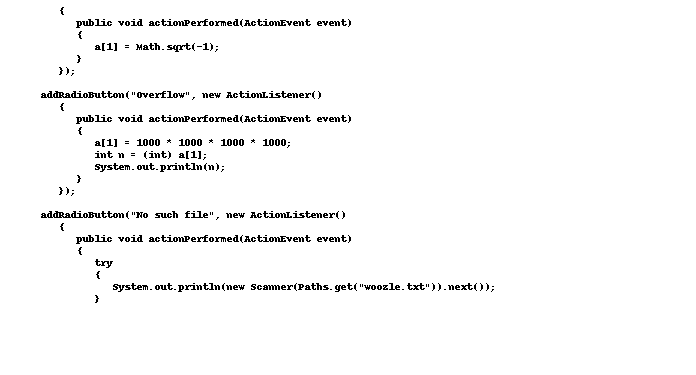 {
public void actionPerformed(ActionEvent event)
{
a[1] = Math.sqrt(-1);
}
});
addRadioButton("Overflow", new ActionListener()
{
public void actionPerformed(ActionEvent event)
{
a[1] = 1000 * 1000 * 1000 * 1000;
int n = (int) a[1];
System.out.println(n);
}
});
addRadioButton("No such file", new ActionListener()
{
public void actionPerformed(ActionEvent event)
{
try
{
System.out.println(new Scanner(Paths.get("woozle.txt")).next());
}